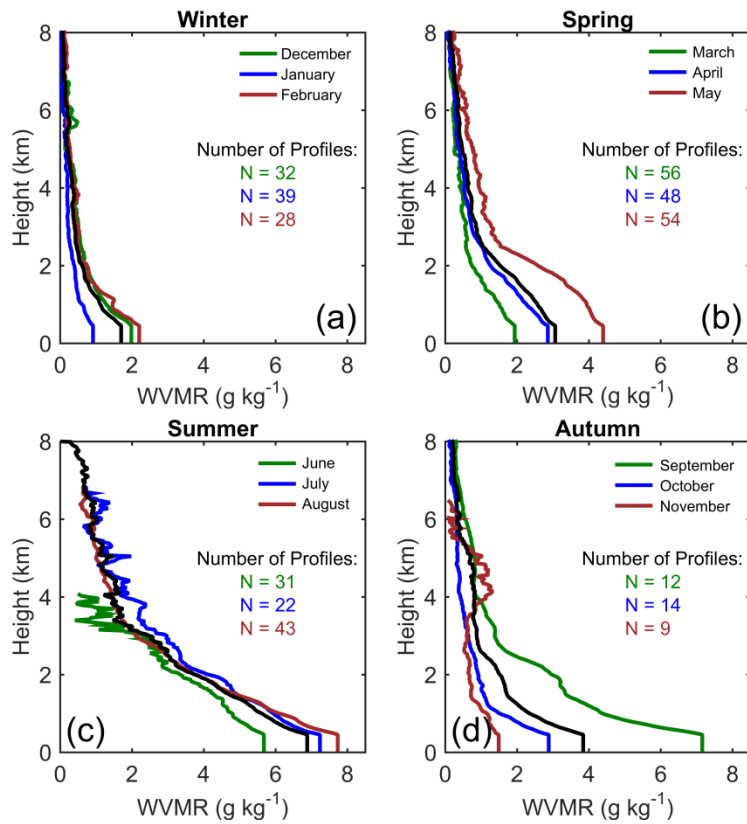 Winter
8
6
4
2
0
Height (km)
December
January
February
Number of Profiles:
N = 32
N = 39
N = 28
(a)
0 2 4 6 8
WVMR (g kg⁻¹)
Spring
8
6
4
2
0
Height (km)
March
April
May
Number of Profiles:
N = 56
N = 48
N = 54
(b)
0 2 4 6 8
WVMR (g kg⁻¹)
Summer
8
6
4
2
0
Height (km)
June
July
August
Number of Profiles:
N = 31
N = 22
N = 43
(c)
0 2 4 6 8
WVMR (g kg⁻¹)
Autumn
8
6
4
2
0
Height (km)
September
October
November
Number of Profiles:
N = 12
N = 14
N = 9
(d)
0 2 4 6 8
WVMR (g kg⁻¹)